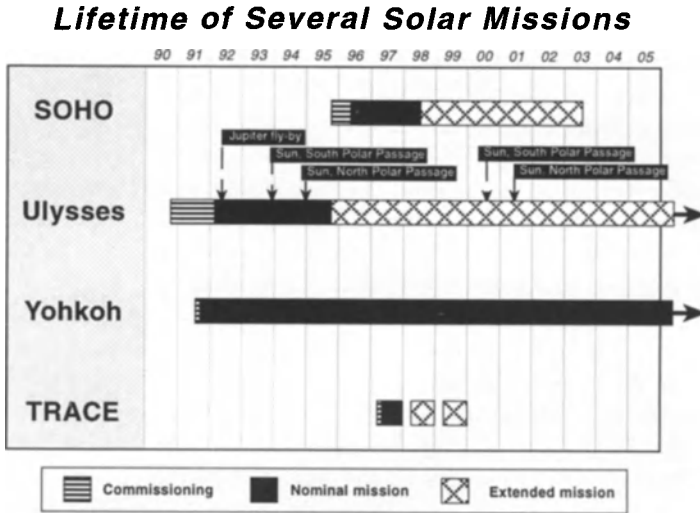 Lifetime of Several Solar Missions
90 91 92 93 94 95 96 97 98 99 00 01 02 03 04 05
SOHO
Jupiter fly-by
Sun, South Polar Passage Sun, South Polar Passage
Sun, North Polar Passage Sun, North Polar Passage
Ulysses
Yohkoh
TRACE
Commissioning Nominal mission Extended mission